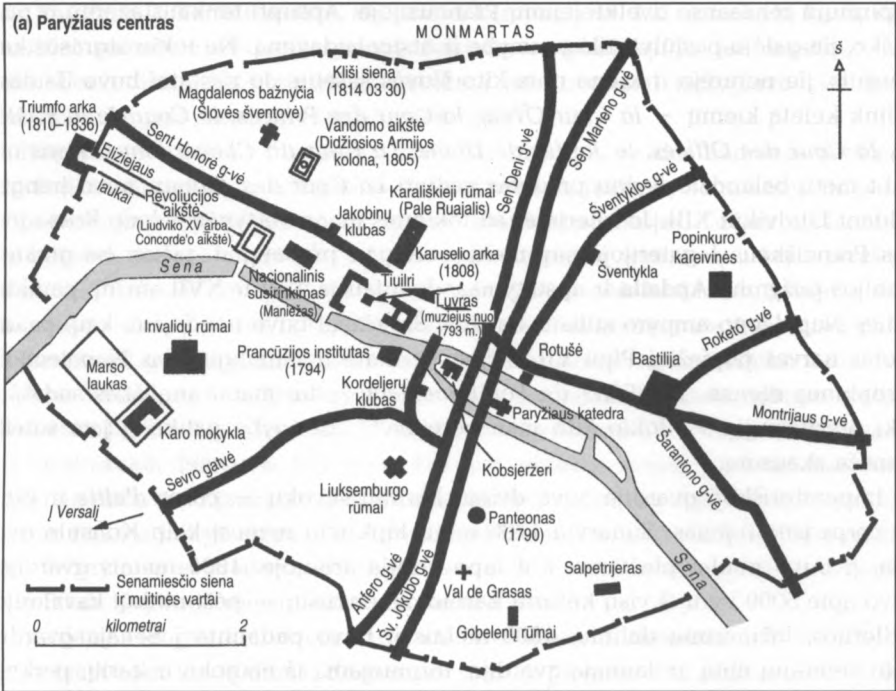 (a) Paryžiaus centras
MONMARTAS
Kliši siena
(1814 03 30)
Magdalenos bažnyčia
(Šlovės šventovė)
Triumfo arka
(1810–1836)
Vandomo aikštė
(Didžiosios Armijos
kolona, 1805)
š
Sent Honorė g-vė
Eliziejaus
laukai
Revoliucijos
aikštė
(Liudviko XV arba,
Concorde'o aikštė)
Jakobinų
klubas
Karališkieji rūmai
(Pale Ruajalis)
Sen Deni g-vė
Sen Marteno g-vė
Šventyklos g-vė
Popinkuro
kareivinės
Karuselio arka
(1808)
Šventykla
Sena
Nacionalinis
susirinkimas
(Maniežas)
Tiuilri
Luvras
(muziejus nuo
1793 m.)
Roketo g-vė
Invalidų rūmai
Prancūzijos institutas
(1794)
Rotušė
Bastilija
Marso
laukas
Kordeljerų
klubas
Paryžiaus katedra
Montrijaus g-vė
Karo mokykla
Sevro gatvė
Šarantono g-vė
Liuksemburgo
rūmai
Kobsjeržeri
Į Versalį
Panteonas
(1790)
Antero g-vė
Šv. Jokūbo g-vė
Val de Grasas
Salpetrijeras
Sena
Senamiesčio siena
ir muitinės vartai
Gobelenų rūmai
kilometrai
0 2